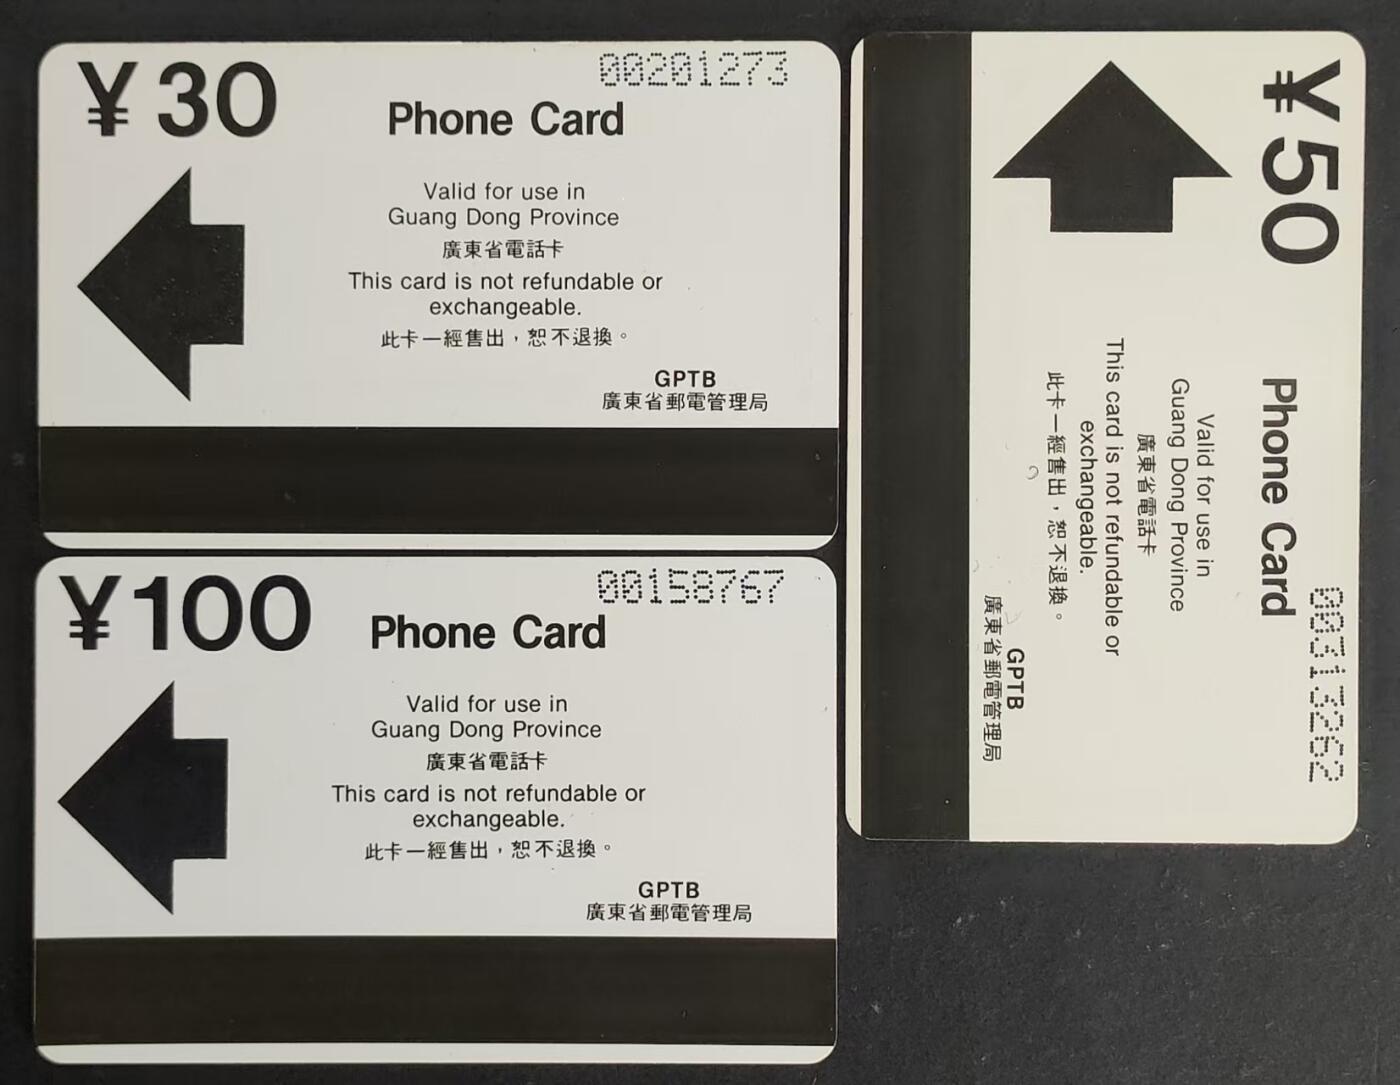 ¥30
00201273
Phone Card
Valid for use in
Guang Dong Province
廣東省電話卡
This card is not refundable or
exchangeable.
此卡一經售出，恕不退換。
GPTB
廣東省郵電管理局
¥100
00158767
Phone Card
Valid for use in
Guang Dong Province
廣東省電話卡
This card is not refundable or
exchangeable.
此卡一經售出，恕不退換。
GPTB
廣東省郵電管理局
¥50
00313262
Phone Card
Valid for use in
Guang Dong Province
廣東省電話卡
This card is not refundable or
exchangeable.
此卡一經售出，恕不退換。
GPTB
廣東省郵電管理局